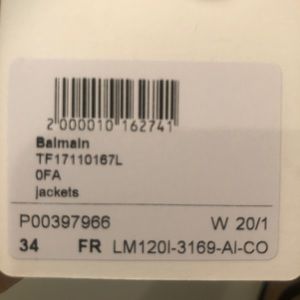 2 000010 162741
Balmain
TF17110167L
0FA
jackets
P00397966 W 20/1
34 FR LM120I-3169-AI-CO